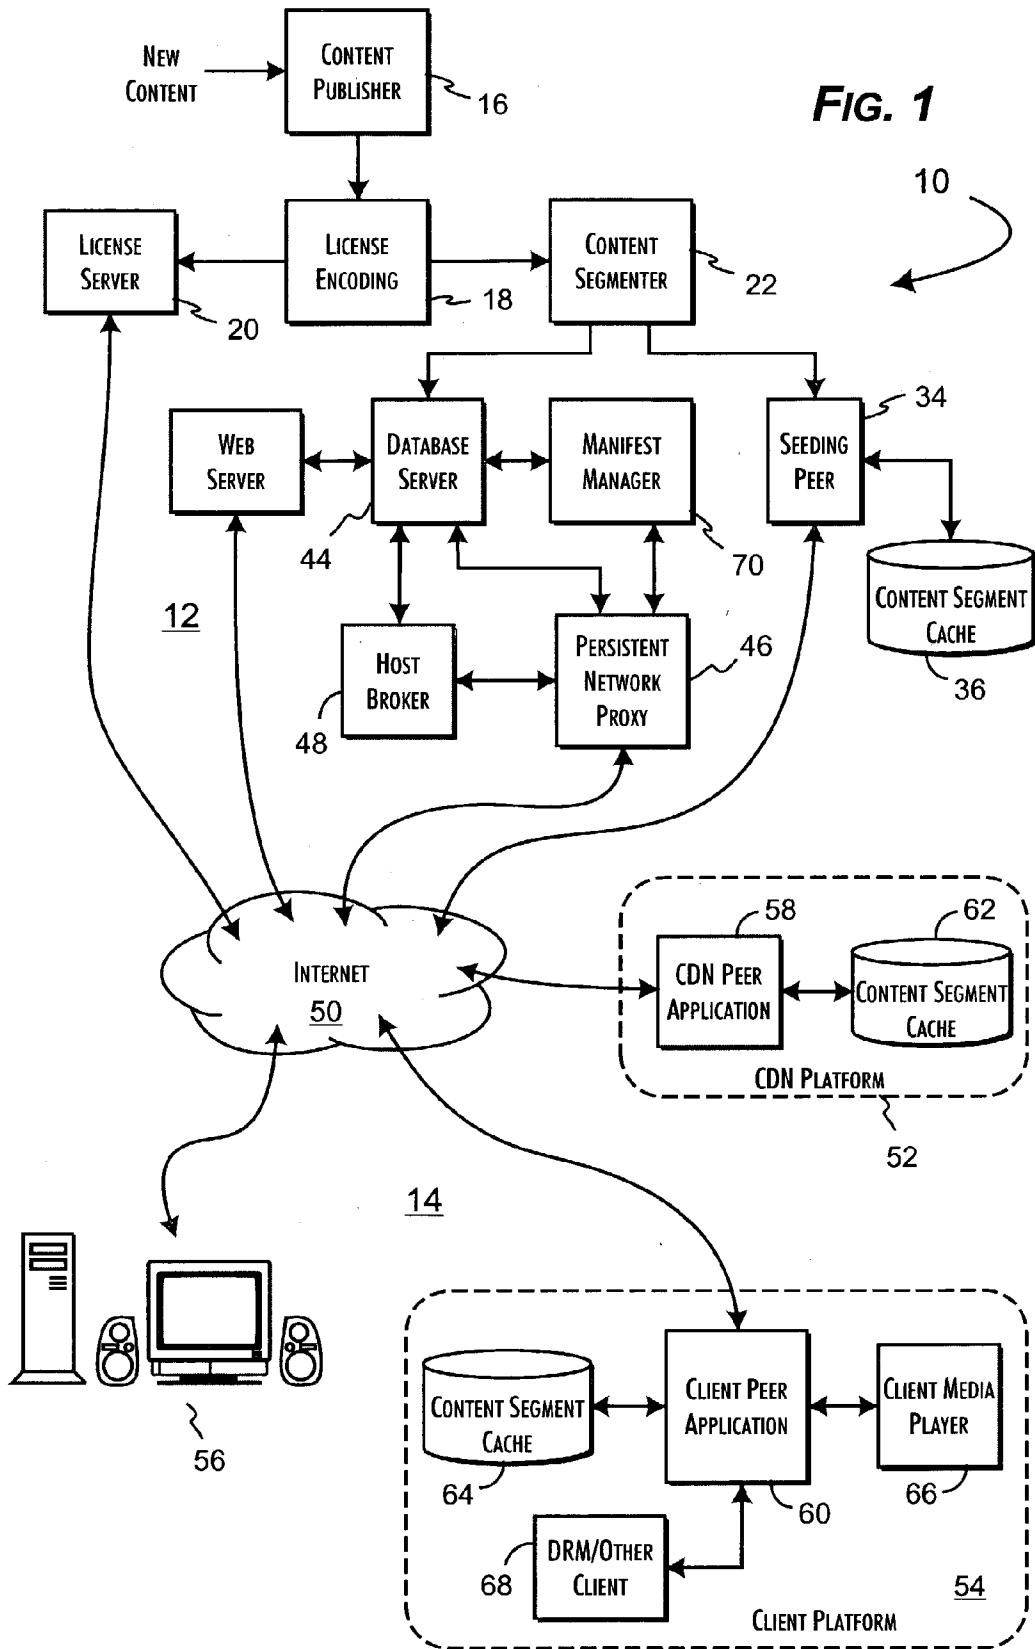 NEW
CONTENT
CONTENT
PUBLISHER
16
FIG. 1
10
LICENSE
SERVER
20
LICENSE
ENCODING
18
CONTENT
SEGMENTER
22
WEB
SERVER
DATABASE
SERVER
44
MANIFEST
MANAGER
70
34
SEEDING
PEER
CONTENT SEGMENT
CACHE
36
12
HOST
BROKER
48
PERSISTENT
NETWORK
PROXY
46
INTERNET
50
58
CDN PEER
APPLICATION
62
CONTENT SEGMENT
CACHE
CDN PLATFORM
52
14
56
CONTENT SEGMENT
CACHE
64
CLIENT PEER
APPLICATION
60
CLIENT MEDIA
PLAYER
66
DRM/OTHER
CLIENT
68
54
CLIENT PLATFORM